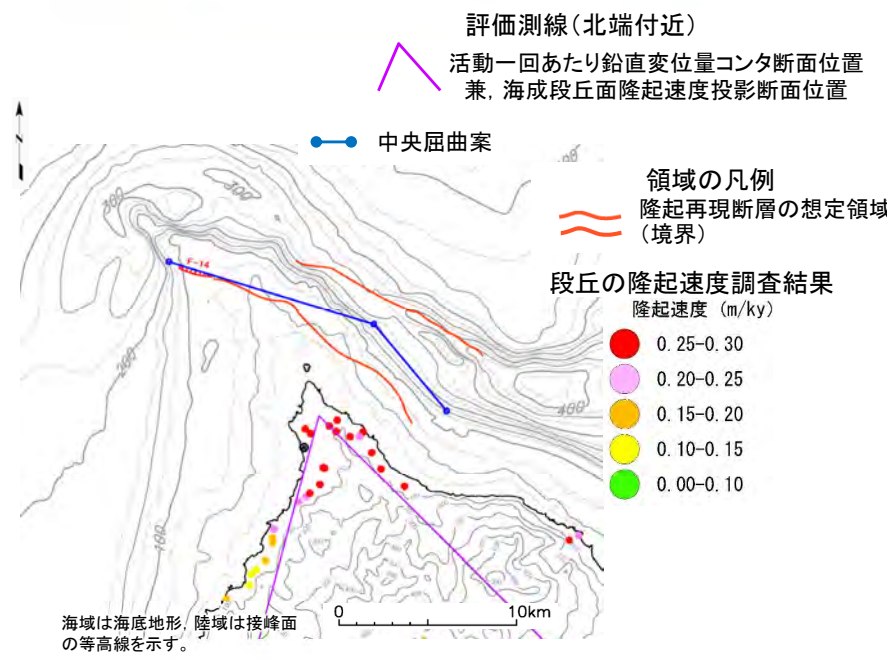 評価測線(北端付近)
活動一回あたり鉛直変位量コンタ断面位置
兼,海成段丘面隆起速度投影断面位置
中央屈曲案
領域の凡例
隆起再現断層の想定領域
(境界)
段丘の隆起速度調査結果
隆起速度 (m/ky)
0.25-0.30
0.20-0.25
0.15-0.20
0.10-0.15
0.00-0.10
N
300
300
F-14
200
100
400
0 10km
海域は海底地形,陸域は接峰面
の等高線を示す。